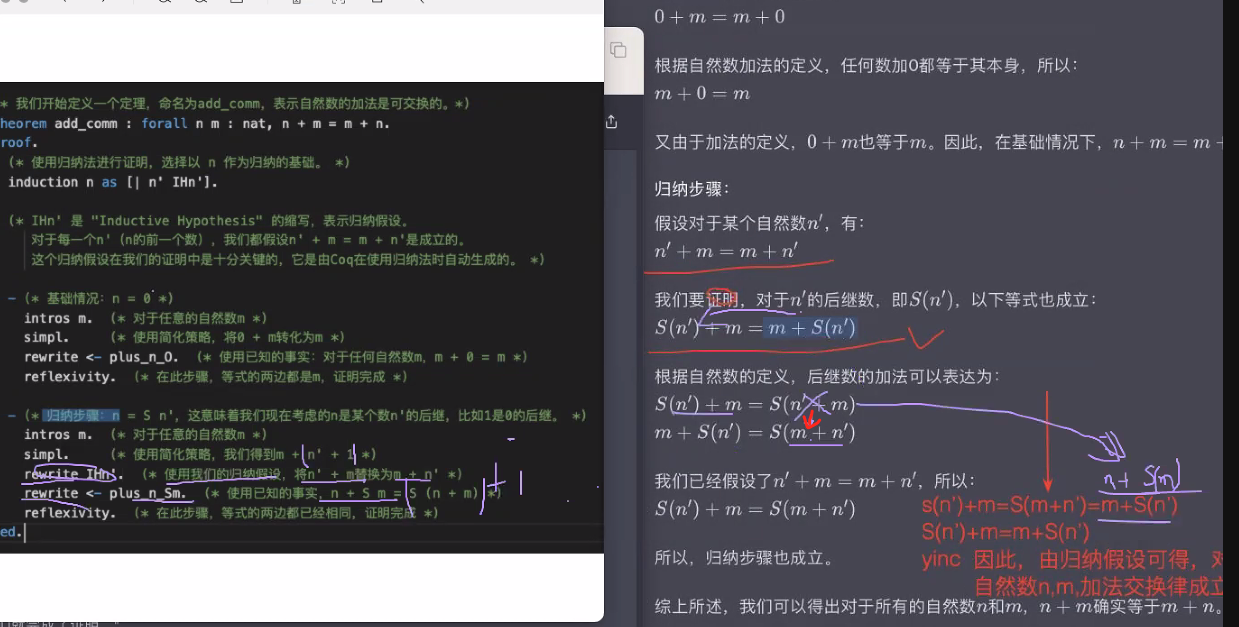 * 我们开始定义一个定理，命名为add_comm，表示自然数的加法是可交换的。*)
heorem add_comm : forall n m : nat, n + m = m + n.
roof.
(* 使用归纳法进行证明，选择以 n 作为归纳的基础。 *)
induction n as [| n' IHn'].
(* IHn' 是 "Inductive Hypothesis" 的缩写，表示归纳假设。
对于每一个n'（n的前一个数），我们都假设n' + m = m + n'是成立的。
这个归纳假设在我们的证明中是十分关键的，它是由Coq在使用归纳法时自动生成的。 *)
- (* 基础情况：n = 0 *)
intros m. (* 对于任意的自然数m *)
simpl. (* 使用简化策略，将0 + m转化为m *)
rewrite <- plus_n_O. (* 使用已知的事实：对于任何自然数m，m + 0 = m *)
reflexivity. (* 在此步骤，等式的两边都是m，证明完成 *)
- (* 归纳步骤：n = S n'，这意味着我们现在考虑的n是某个数n'的后继，比如1是0的后继。 *)
intros m. (* 对于任意的自然数m *)
simpl. (* 使用简化策略，我们得到m + (n' + 1) *)
rewrite IHn'. (* 使用我们的归纳假设，将n' + m替换为m + n' *)
rewrite <- plus_n_Sm. (* 使用已知的事实，n + S m = S (n + m) *)
+1
reflexivity. (* 在此步骤，等式的两边都已经相同，证明完成 *)
ed.
0 + m = m + 0
根据自然数加法的定义，任何数加0都等于其本身，所以：
m + 0 = m
又由于加法的定义，0 + m也等于m。因此，在基础情况下，n + m = m +
归纳步骤：
假设对于某个自然数n′，有：
n′ + m = m + n′
我们要证明，对于n′的后继数，即S(n′)，以下等式也成立：
S(n′) + m = m + S(n′)
根据自然数的定义，后继数的加法可以表达为：
S(n′) + m = S(n′ + m)
m + S(n′) = S(m + n′)
n + S(m)
我们已经假设了n′ + m = m + n′，所以：
S(n′) + m = S(m + n′)
s(n')+m=S(m+n')=m+S(n')
S(n')+m=m+S(n')
所以，归纳步骤也成立。
yinc 因此，由归纳假设可得，对
自然数n,m,加法交换律成立
综上所述，我们可以得出对于所有的自然数n和m，n + m确实等于m + n。